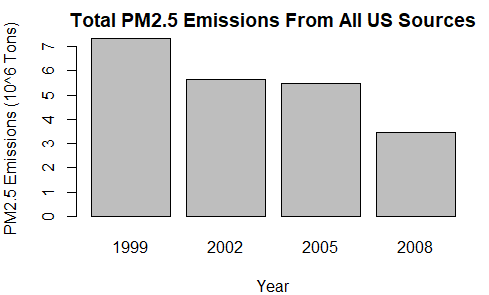 Total PM2.5 Emissions From All US Sources
PM2.5 Emissions (10^6 Tons)
7
6
5
4
3
2
1
0
1999 2002 2005 2008
Year